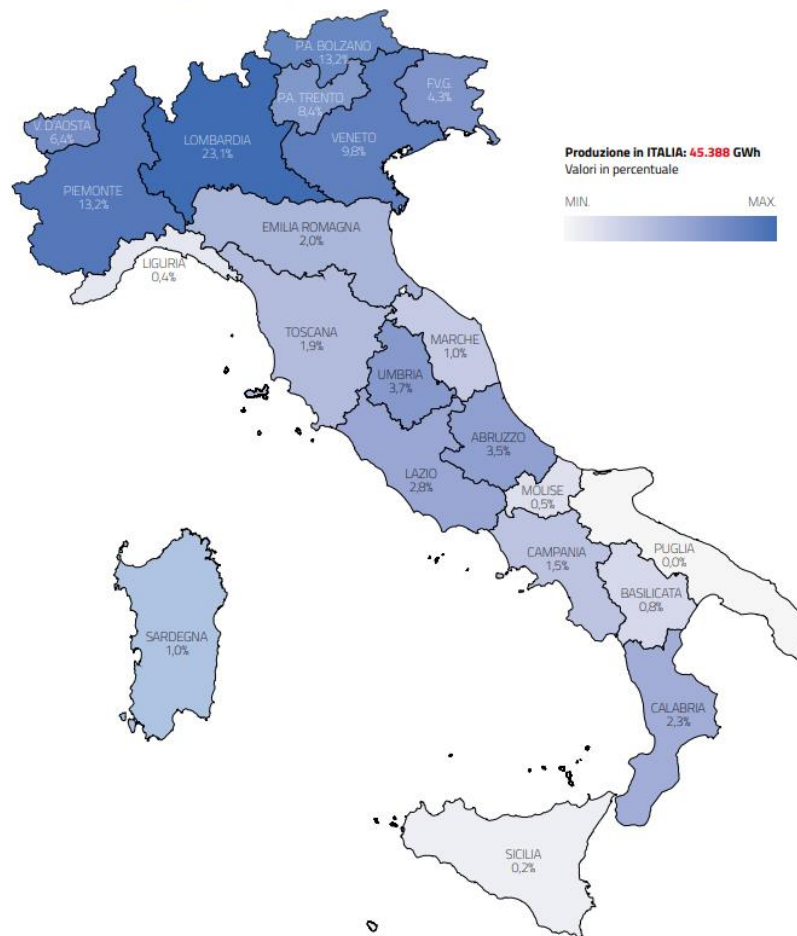 P.A. BOLZANO
13,2%
P.A. TRENTO
8,4%
F.V.G.
4,3%
V. D'AOSTA
6,4%
LOMBARDIA
23,1%
VENETO
9,8%
PIEMONTE
13,2%
Produzione in ITALIA: 45.388 GWh
Valori in percentuale
MIN.
MAX.
EMILIA ROMAGNA
2,0%
LIGURIA
0,4%
TOSCANA
1,9%
MARCHE
1,0%
UMBRIA
3,7%
ABRUZZO
3,5%
LAZIO
2,8%
MOLISE
0,5%
PUGLIA
0,0%
CAMPANIA
1,5%
BASILICATA
0,8%
SARDEGNA
1,0%
CALABRIA
2,3%
SICILIA
0,2%